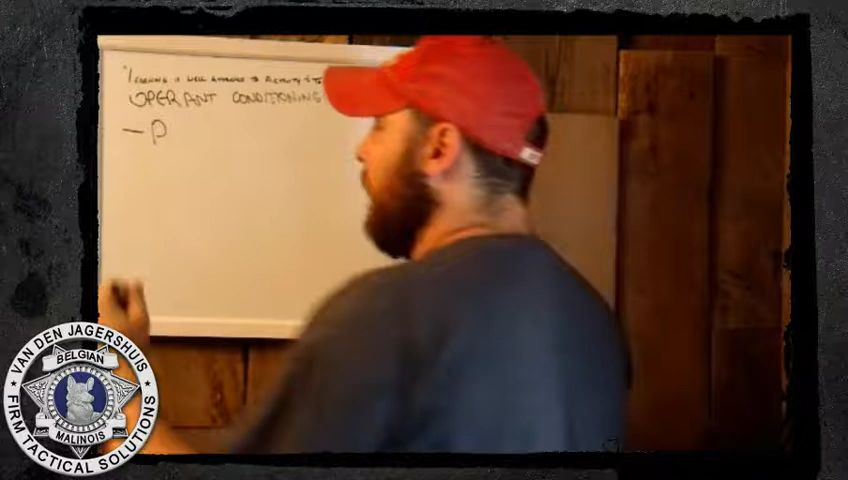 OPERANT CONDITIONING
– P
VAN DEN JAGERSHUIS
BELGIAN
MALINOIS
FIRM TACTICAL SOLUTIONS